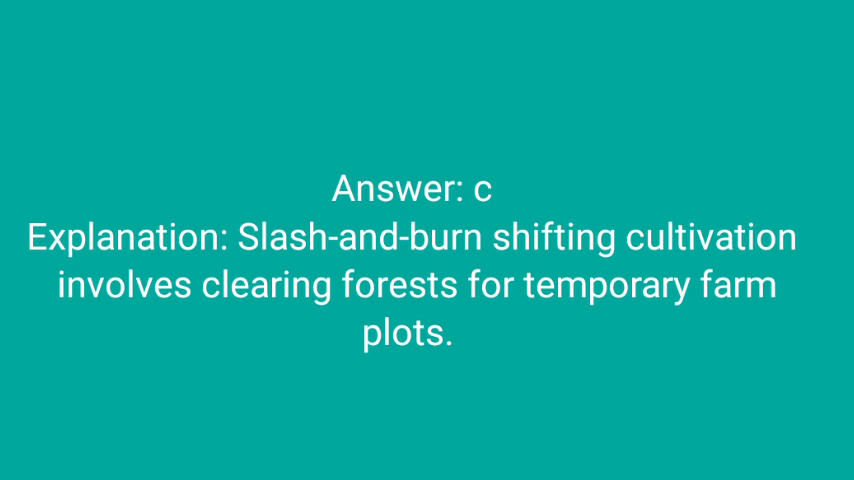 Answer: c
Explanation: Slash-and-burn shifting cultivation
involves clearing forests for temporary farm
plots.